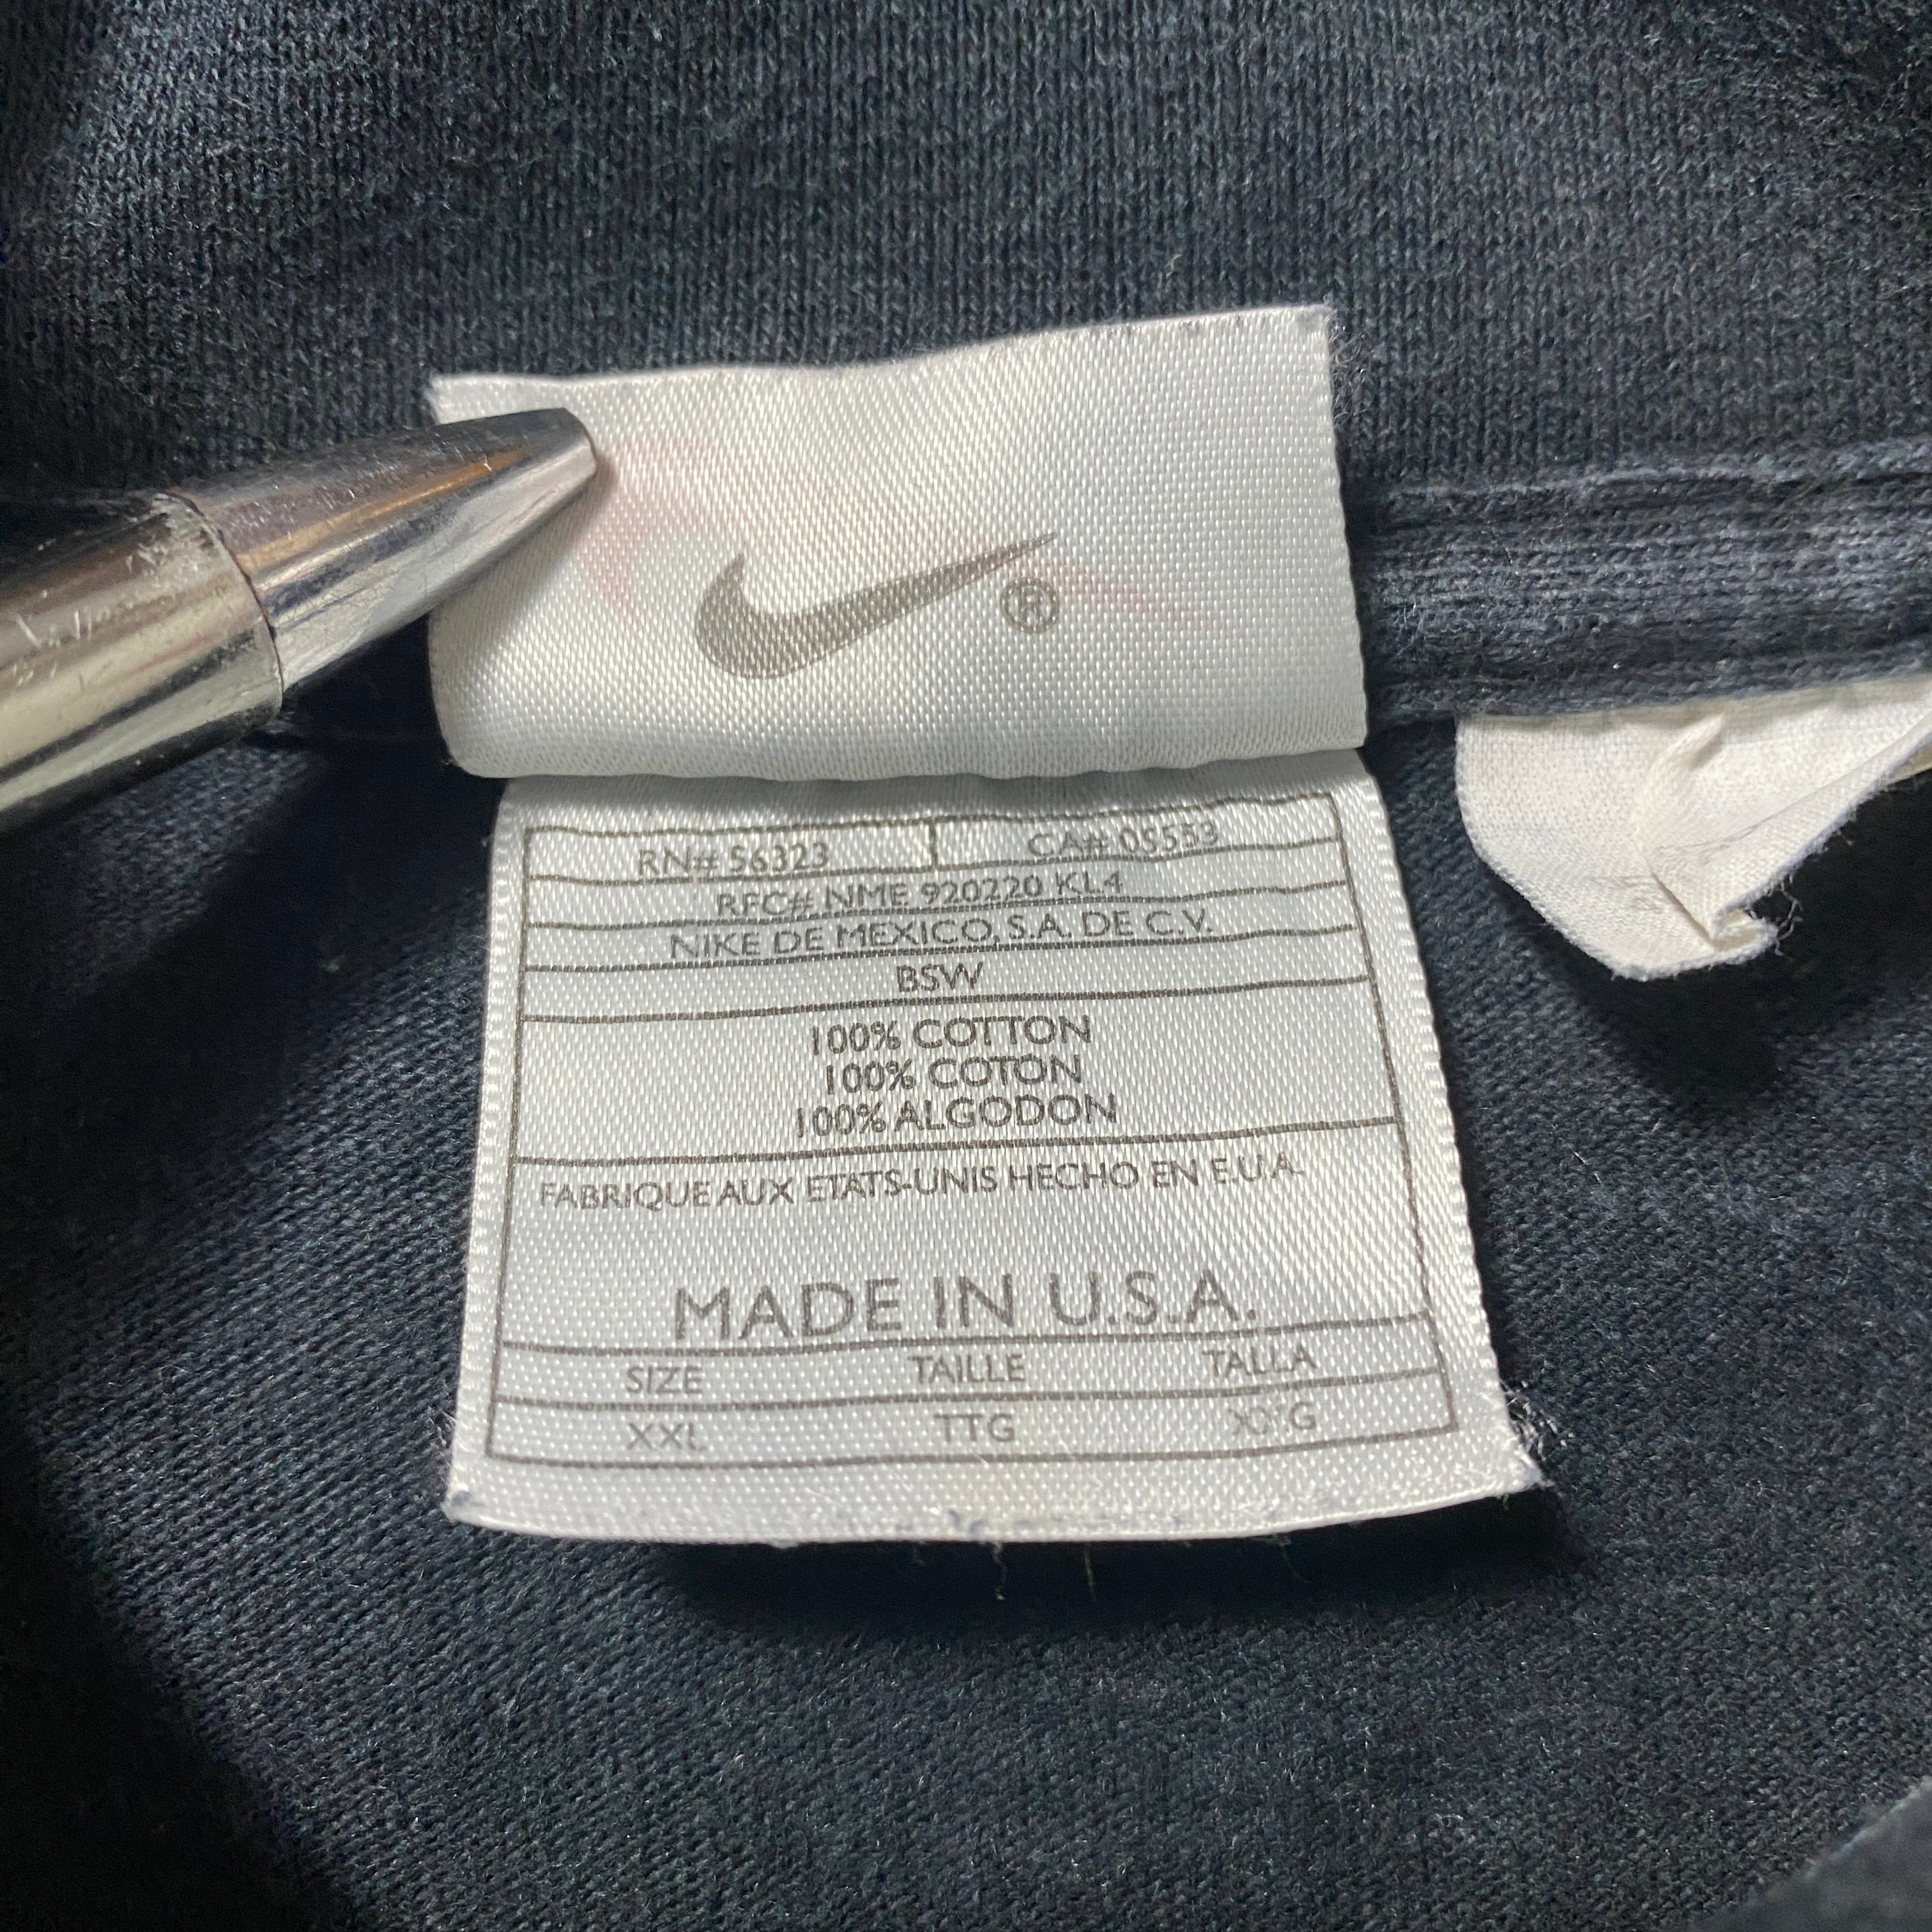 ®
RN# 56323 CA# 05553
RFC# NME 920220 KL4
NIKE DE MEXICO, S.A. DE C.V.
BSW
100% COTTON
100% COTON
100% ALGODON
FABRIQUE AUX ETATS-UNIS HECHO EN E.U.A.
MADE IN U.S.A.
SIZE TAILLE TALLA
XXL TTG XXG